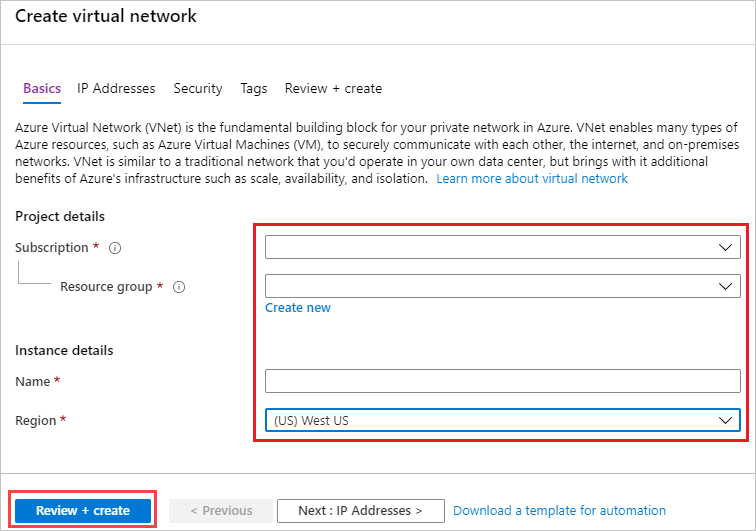 Create virtual network
Basics IP Addresses Security Tags Review + create
Azure Virtual Network (VNet) is the fundamental building block for your private network in Azure. VNet enables many types of
Azure resources, such as Azure Virtual Machines (VM), to securely communicate with each other, the internet, and on-premises
networks. VNet is similar to a traditional network that you'd operate in your own data center, but brings with it additional
benefits of Azure's infrastructure such as scale, availability, and isolation. Learn more about virtual network
Project details
Subscription *
Resource group *
Create new
Instance details
Name *
Region * (US) West US
Review + create < Previous Next : IP Addresses > Download a template for automation